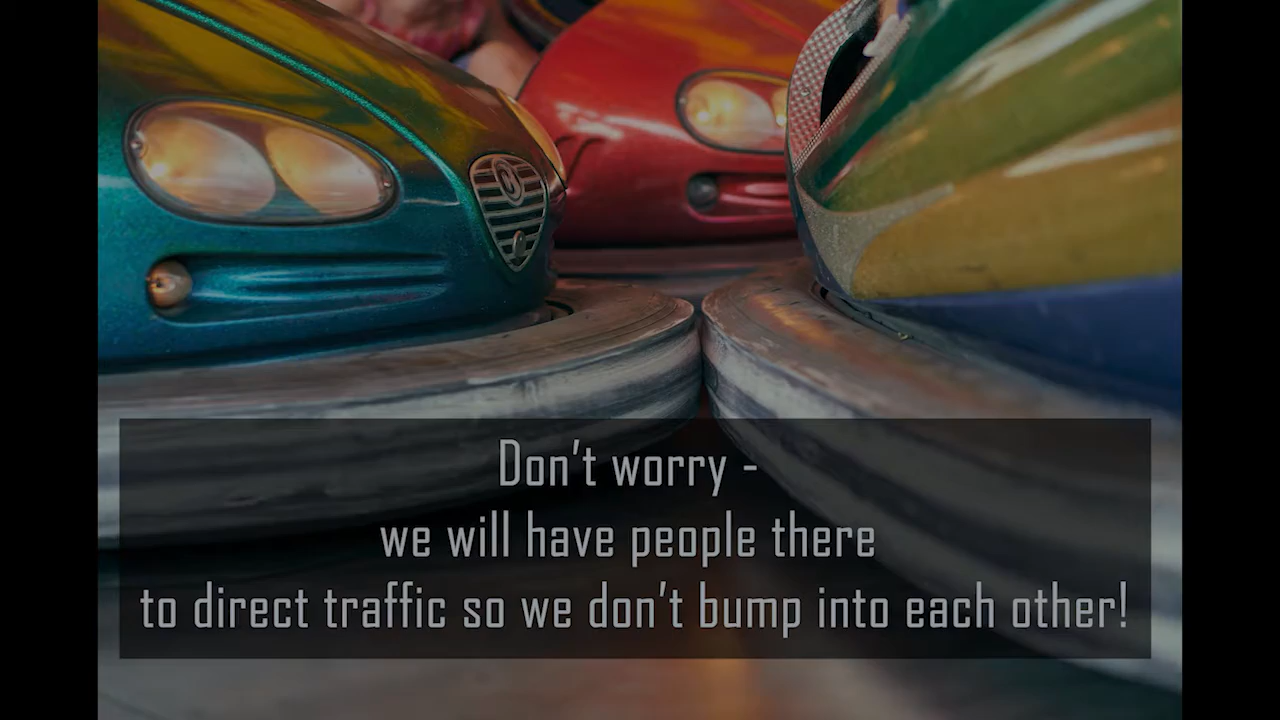 Don't worry -
we will have people there
to direct traffic so we don't bump into each other!